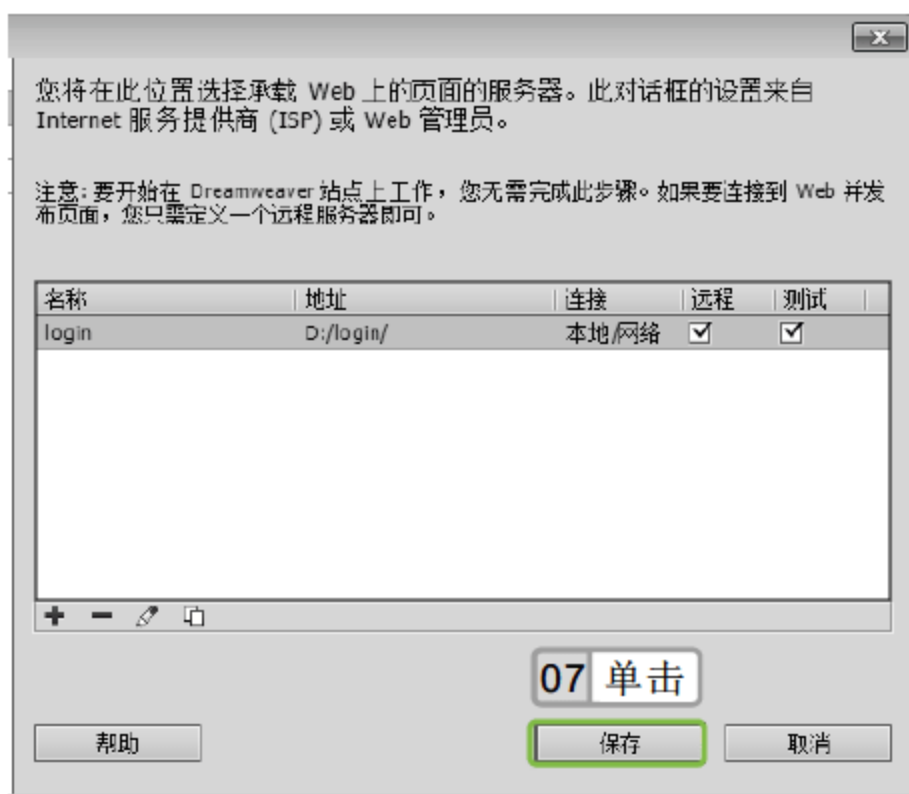 您将在此位置选择承载 Web 上的页面的服务器。此对话框的设置来自
Internet 服务提供商 (ISP) 或 Web 管理员。
注意: 要开始在 Dreamweaver 站点上工作，您无需完成此步骤。如果要连接到 Web 并发
布页面，您只需定义一个远程服务器即可。
名称 地址 连接 远程 测试
login D:/login/ 本地/网络
07 单击
帮助 保存 取消